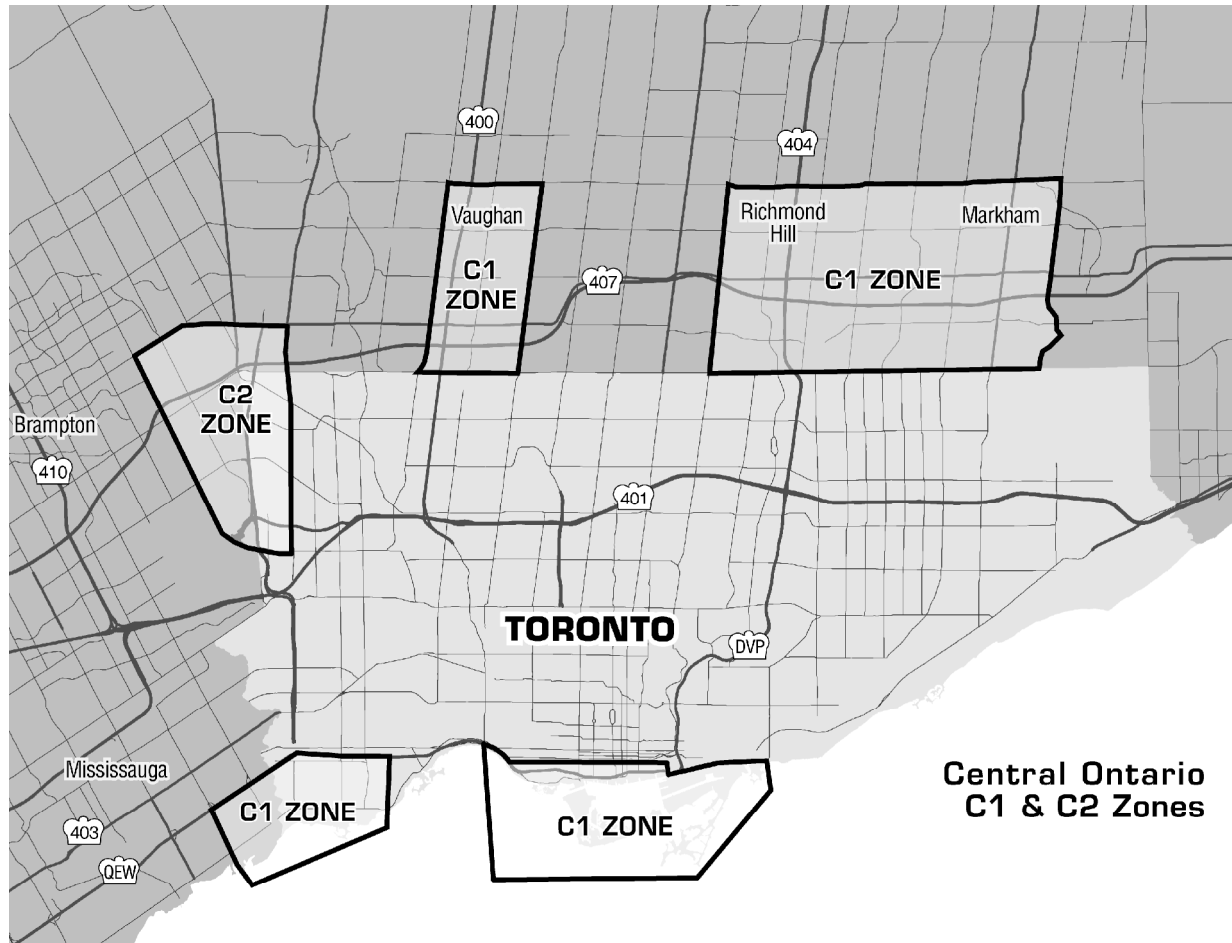 400
404
Vaughan
Richmond
Hill
Markham
C1
ZONE
407
C1 ZONE
C2
ZONE
Brampton
410
401
TORONTO
DVP
Mississauga
Central Ontario
C1 & C2 Zones
C1 ZONE
C1 ZONE
403
QEW